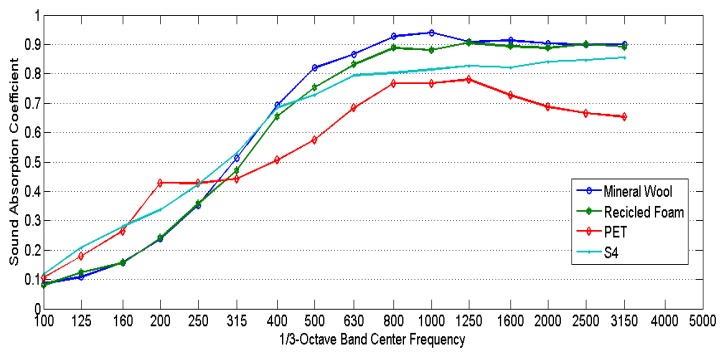 1
0.9
0.8
0.7
0.6
0.5
0.4
0.3
0.2
0.1
0
Sound Absorption Coefficient
Mineral Wool
Recicled Foam
PET
S4
100 125 160 200 250 315 400 500 630 800 1000 1250 1600 2000 2500 3150 4000 5000
1/3-Octave Band Center Frequency